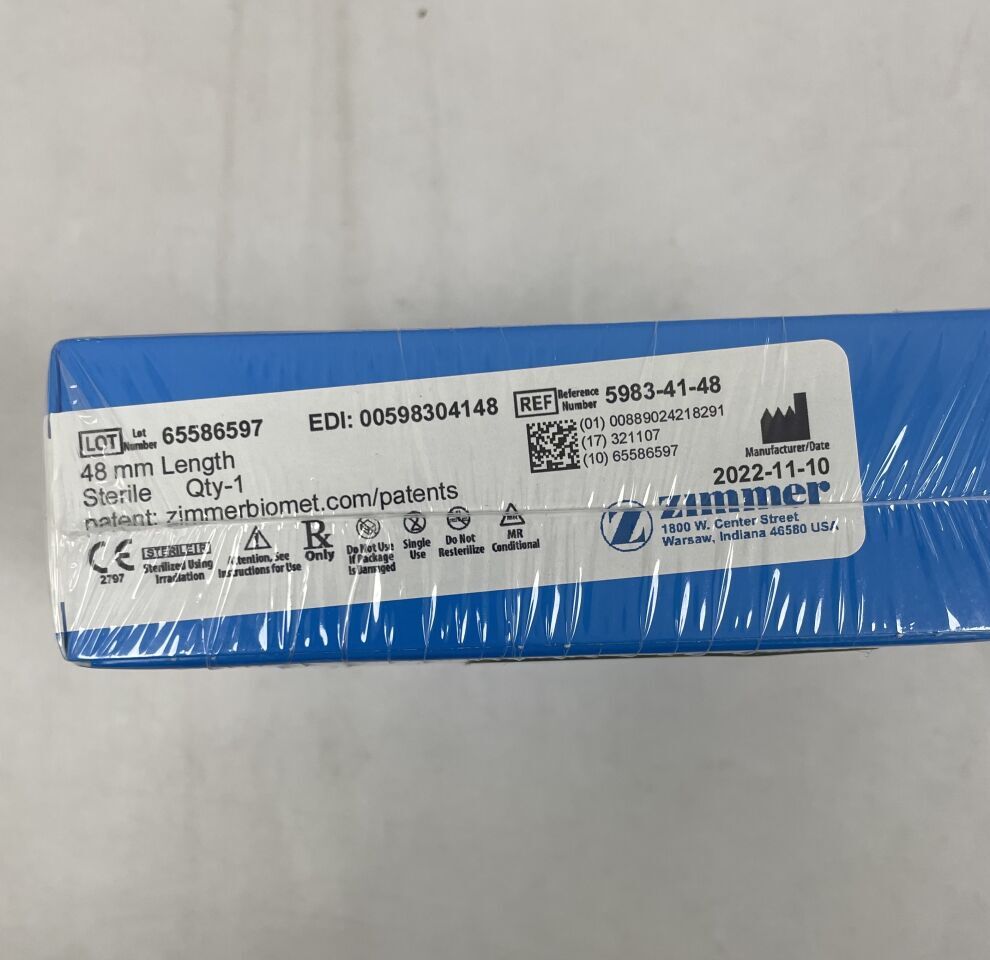 LOT Lot Number 65586597 EDI: 00598304148 REF Reference Number 5983-41-48
(01) 00889024218291
(17) 321107
(10) 65586597
Manufacturer/Date
2022-11-10
48 mm Length
Sterile Qty-1
patent: zimmerbiomet.com/patents
CE
2797
STERILE R
Sterilized Using
Irradiation
Attention, See
Instructions for Use
Rx
Only
Do Not Use
If Package
Is Damaged
Single
Use
Do Not
Resterilize
MR
Conditional
Z zimmer
1800 W. Center Street
Warsaw, Indiana 46580 USA